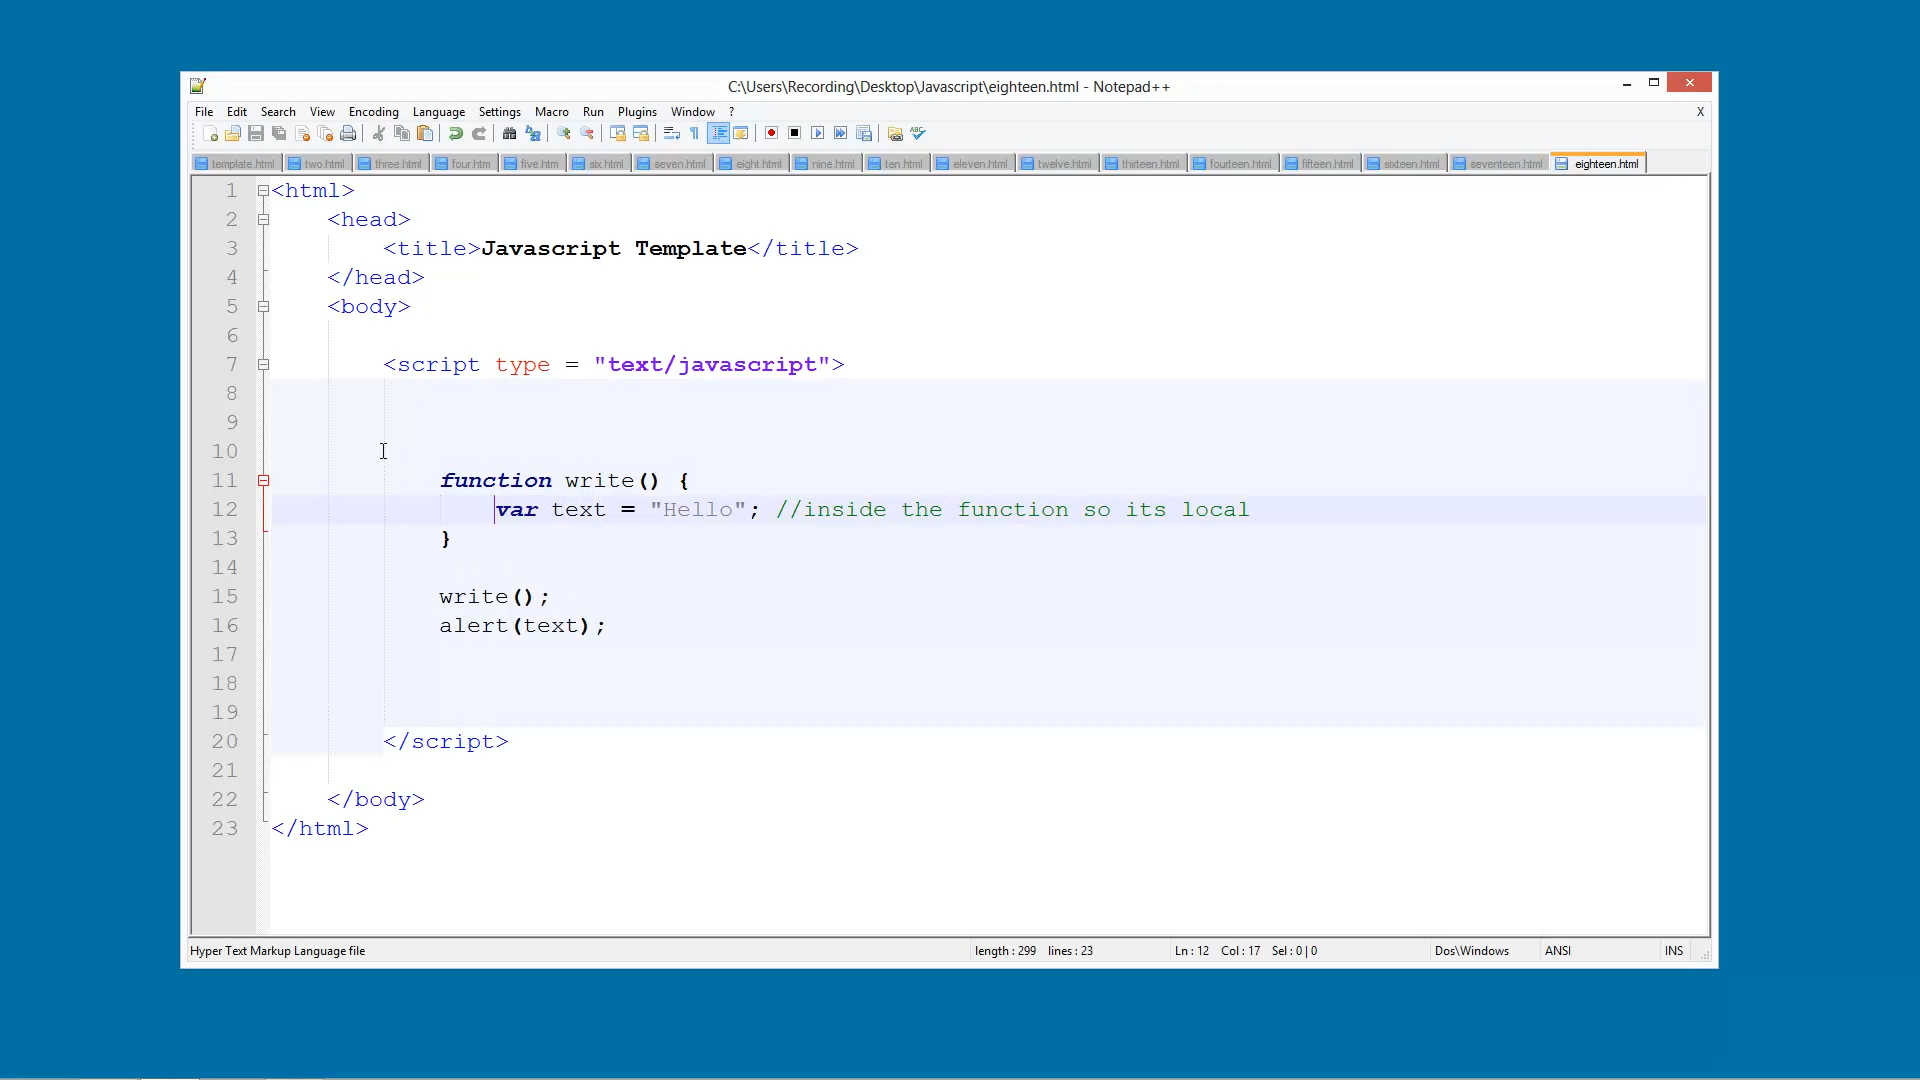 C:\Users\Recording\Desktop\Javascript\eighteen.html - Notepad++
File Edit Search View Encoding Language Settings Macro Run Plugins Window ? X
template.html two.html three.html four.htm five.htm six.html seven.html eight.html nine.html ten.html eleven.html twelve.html thirteen.html fourteen.html fifteen.html sixteen.html seventeen.html eighteen.html
1 <html>
2 <head>
3 <title>Javascript Template</title>
4 </head>
5 <body>
6
7 <script type = "text/javascript">
8
9
10
11 function write() {
12 var text = "Hello"; //inside the function so its local
13 }
14
15 write();
16 alert(text);
17
18
19
20 </script>
21
22 </body>
23 </html>
Hyper Text Markup Language file length : 299 lines : 23 Ln : 12 Col : 17 Sel : 0 | 0 Dos\Windows ANSI INS